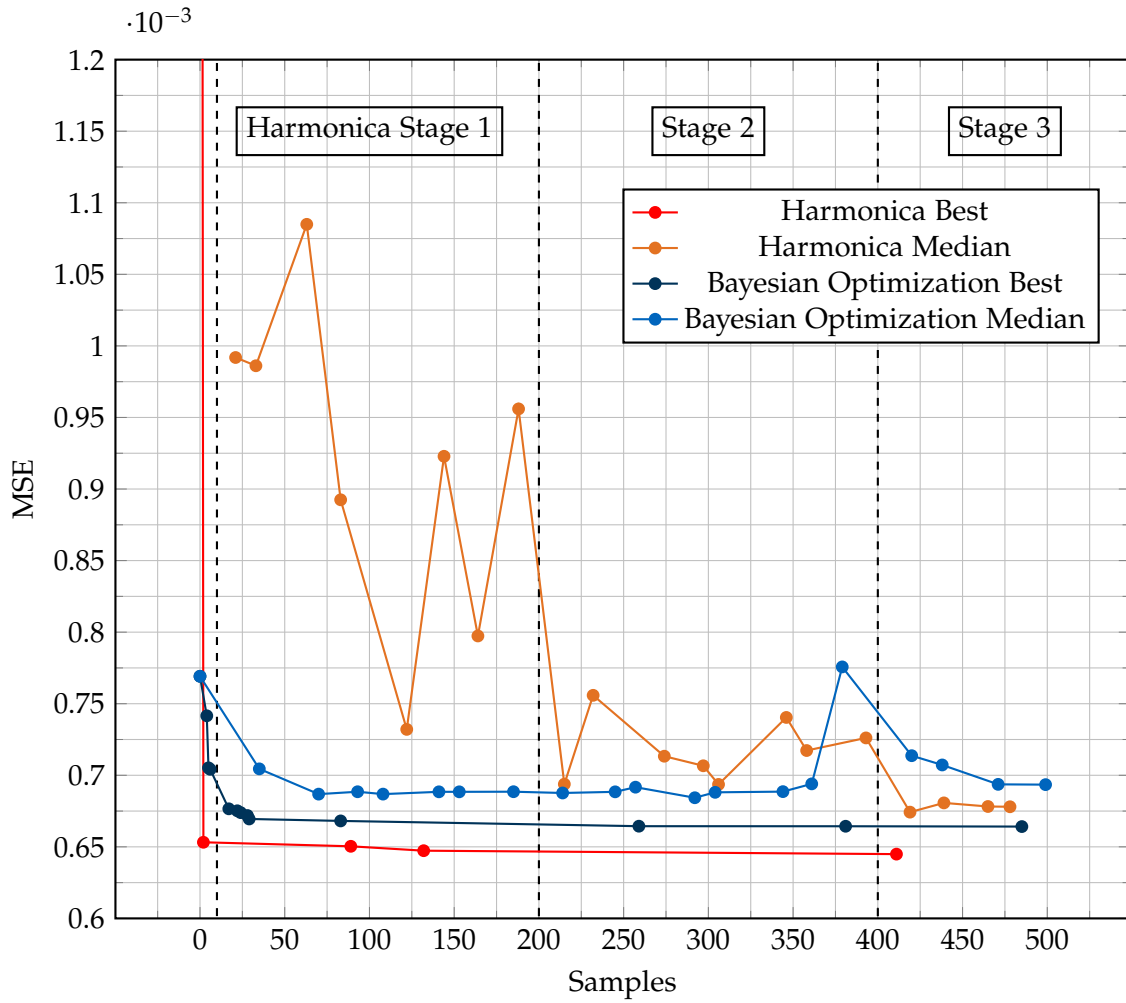 ·10−3
1.2
1.15
1.1
1.05
1
0.95
0.9
0.85
0.8
0.75
0.7
0.65
0.6
MSE
Harmonica Stage 1
Stage 2
Stage 3
Harmonica Best
Harmonica Median
Bayesian Optimization Best
Bayesian Optimization Median
0 50 100 150 200 250 300 350 400 450 500
Samples